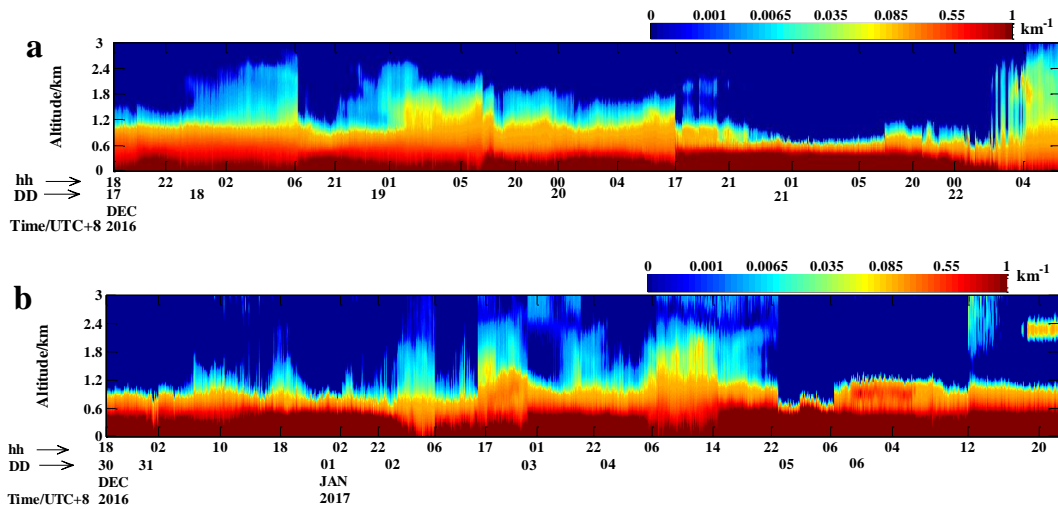 0 0.001 0.0065 0.035 0.085 0.55 1
km-1
a
3
2.4
1.8
1.2
0.6
0
Altitude/km
hh 18 22 02 06 21 01 05 20 00 04 17 21 01 05 20 00 04
DD 17 18 19 20 21 22
DEC
Time/UTC+8 2016
0 0.001 0.0065 0.035 0.085 0.55 1
km-1
b
3
2.4
1.8
1.2
0.6
0
Altitude/km
hh 18 02 10 18 02 22 06 17 01 22 06 14 22 06 04 12 20
DD 30 31 01 02 03 04 05 06
DEC JAN
Time/UTC+8 2016 2017